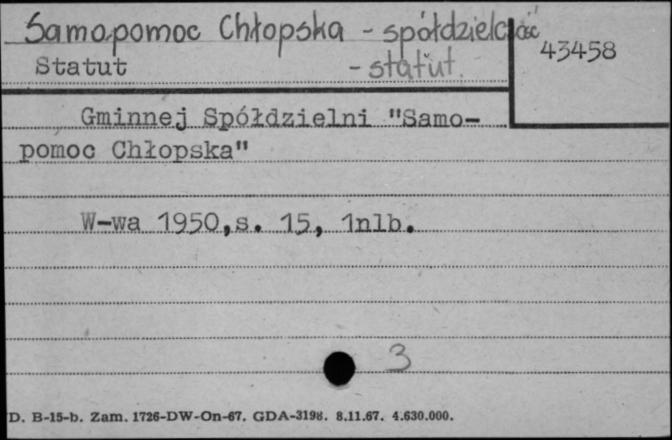 Samopomoc Chłopska - spółdzielczość
43458
Statut - statut.
Gminnej Spółdzielni "Samo-
pomoc Chłopska"
W-wa 1950,s. 15, 1nlb.
3
D. B-15-b. Zam. 1726-DW-On-67. GDA-3198. 8.11.67. 4.630.000.